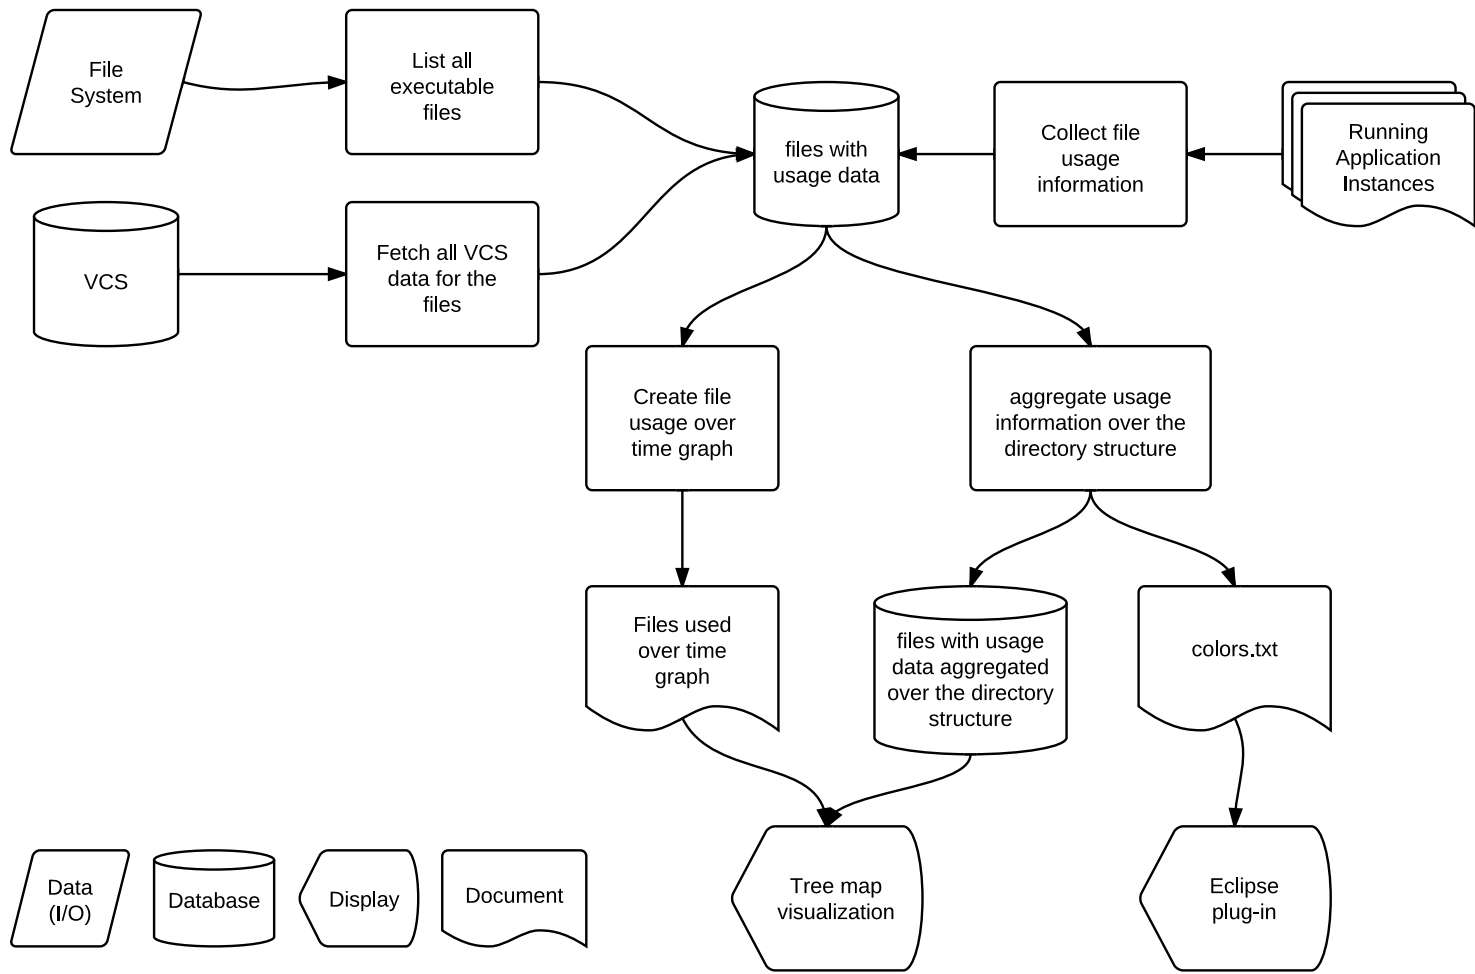 File
System
List all
executable
files
files with
usage data
Collect file
usage
information
Running
Application
Instances
VCS
Fetch all VCS
data for the
files
Create file
usage over
time graph
aggregate usage
information over the
directory structure
Files used
over time
graph
files with usage
data aggregated
over the directory
structure
colors.txt
Data
(I/O)
Database
Display
Document
Tree map
visualization
Eclipse
plug-in